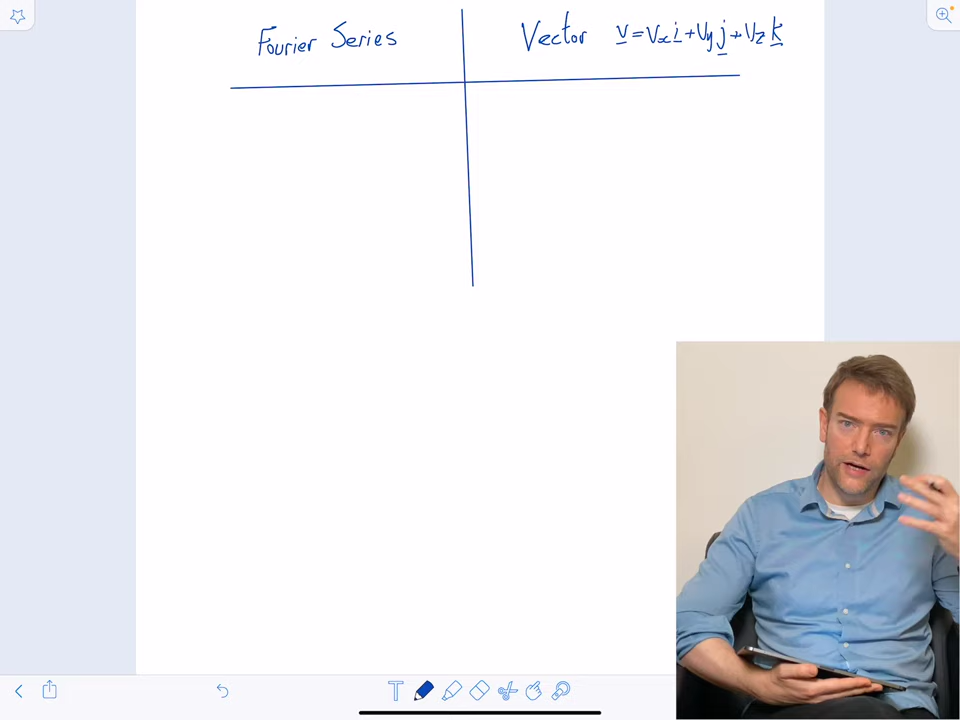 Fourier Series
Vector v = Vx i + Vy j + Vz k
T